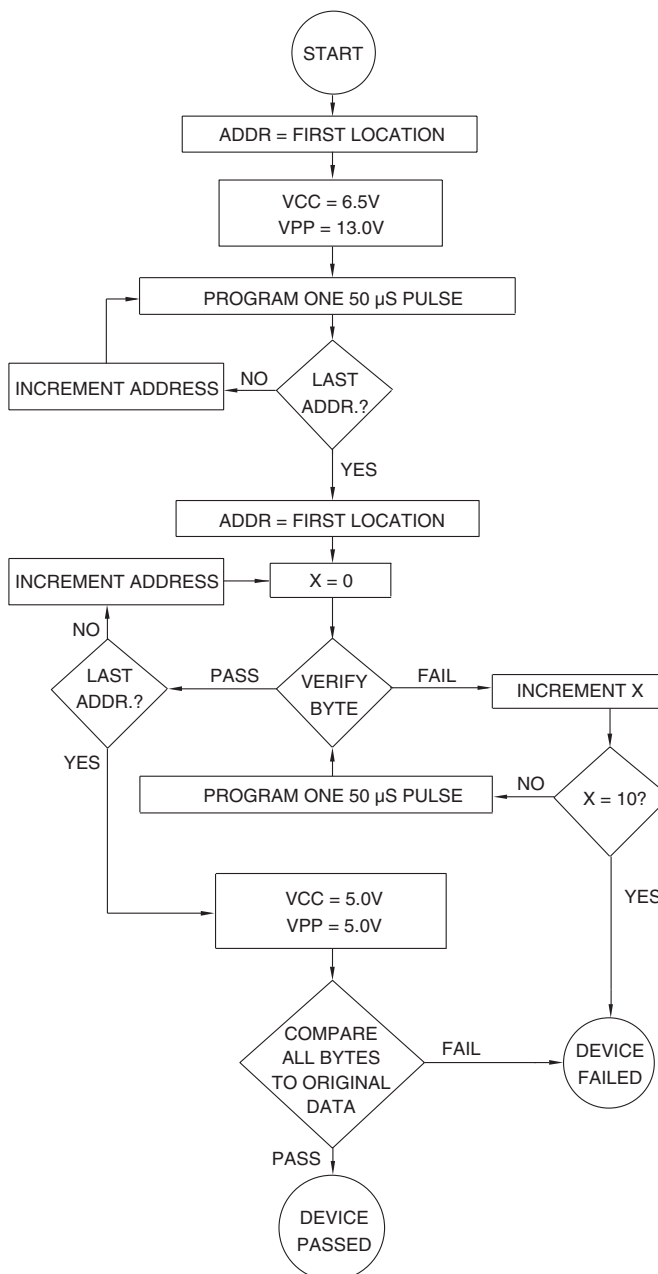 START
ADDR = FIRST LOCATION
VCC = 6.5V
VPP = 13.0V
PROGRAM ONE 50 µS PULSE
INCREMENT ADDRESS
NO
LAST
ADDR.?
YES
ADDR = FIRST LOCATION
INCREMENT ADDRESS
X = 0
NO
LAST
ADDR.?
PASS
VERIFY
BYTE
FAIL
INCREMENT X
YES
PROGRAM ONE 50 µS PULSE
NO
X = 10?
YES
VCC = 5.0V
VPP = 5.0V
COMPARE
ALL BYTES
TO ORIGINAL
DATA
FAIL
DEVICE
FAILED
PASS
DEVICE
PASSED